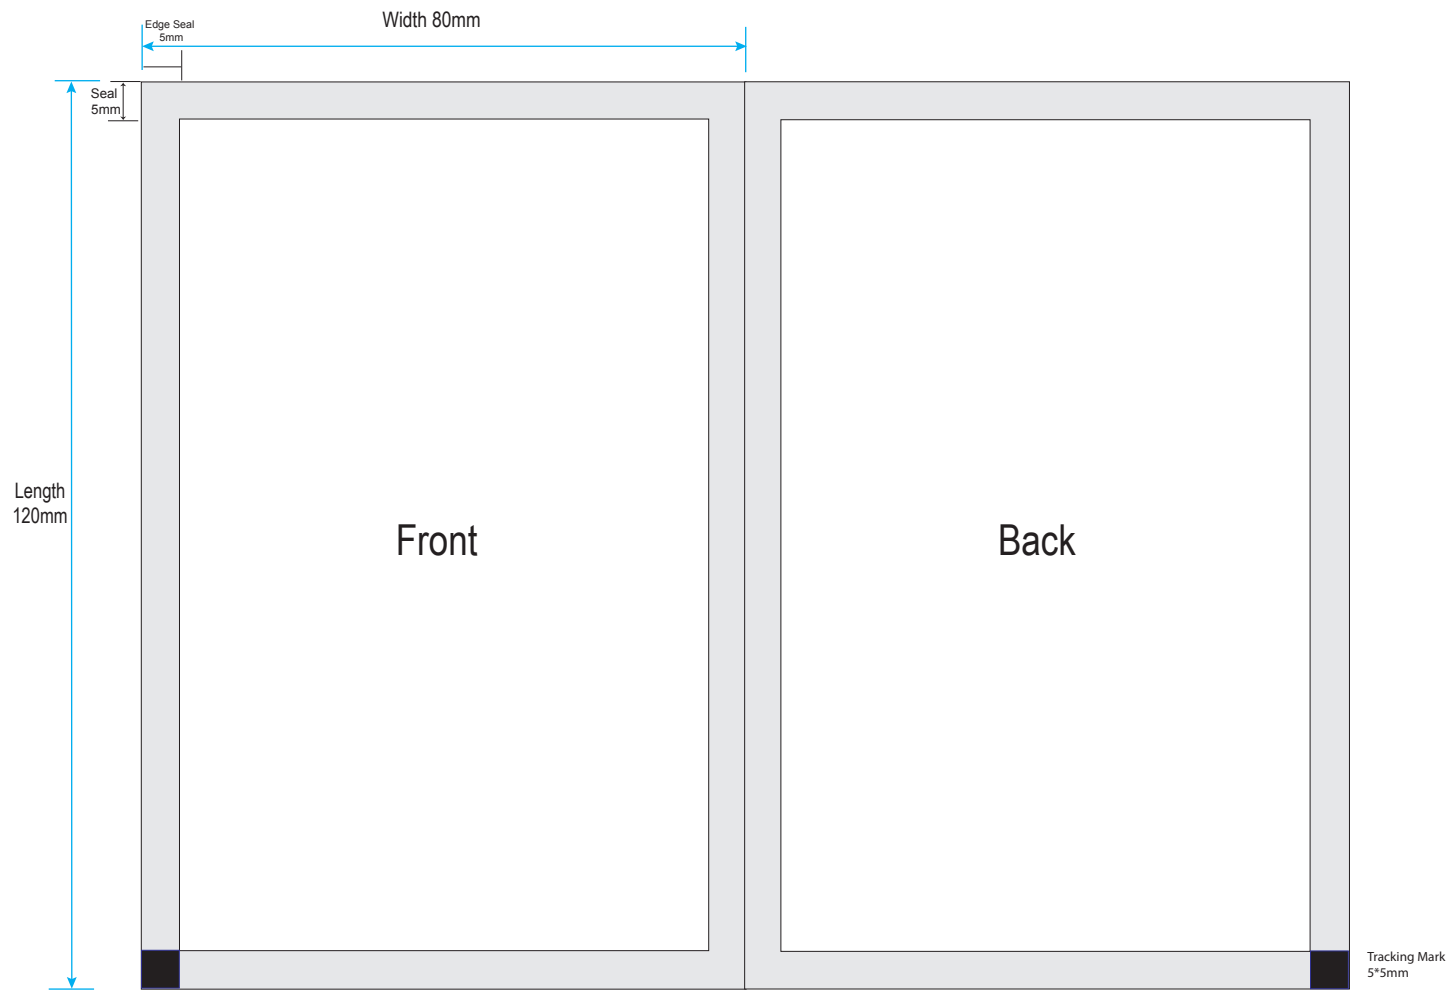 Edge Seal
5mm
Width 80mm
Seal
5mm
Length
120mm
Front
Back
Tracking Mark
5*5mm